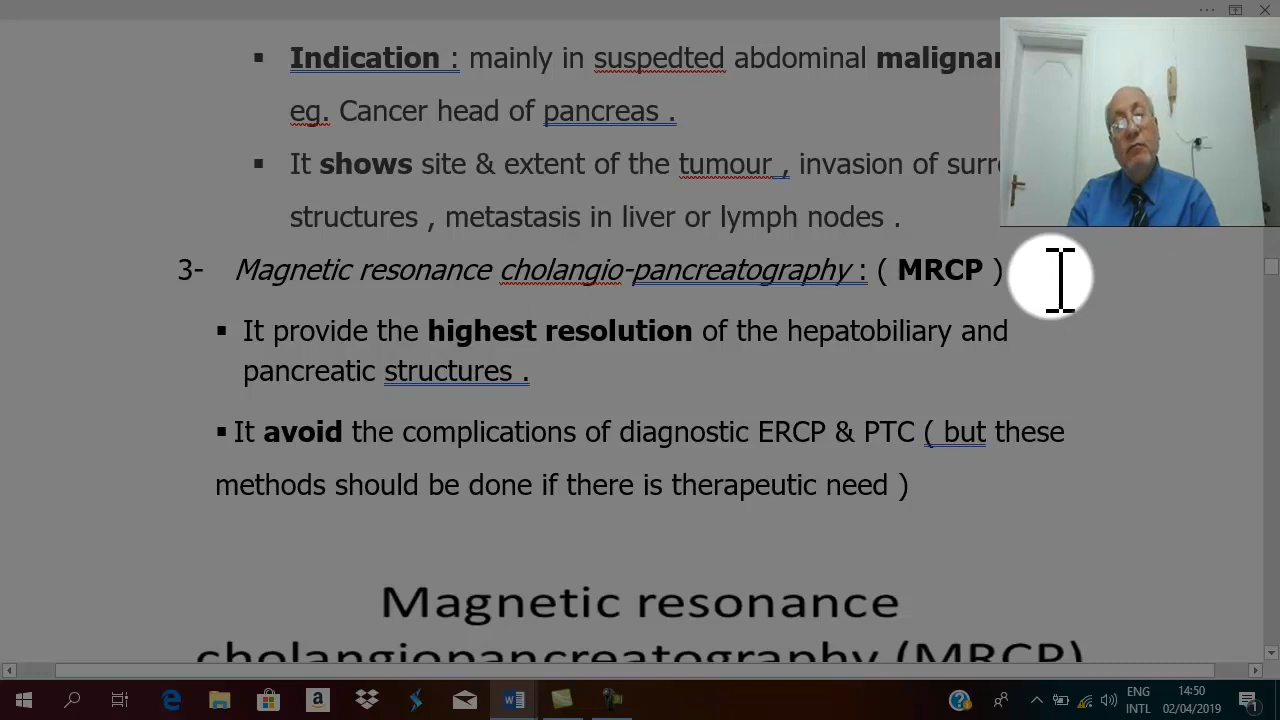 ▪ Indication : mainly in suspedted abdominal
eg. Cancer head of pancreas .
▪ It shows site & extent of the tumour , invasion of
structures , metastasis in liver or lymph nodes .
3- Magnetic resonance cholangio-pancreatography : ( MRCP )
▪ It provide the highest resolution of the hepatobiliary and
pancreatic structures .
▪ It avoid the complications of diagnostic ERCP & PTC ( but these
methods should be done if there is therapeutic need )
Magnetic resonance
cholangiopancreatography (MRCP)
ENG
INTL
14:50
02/04/2019